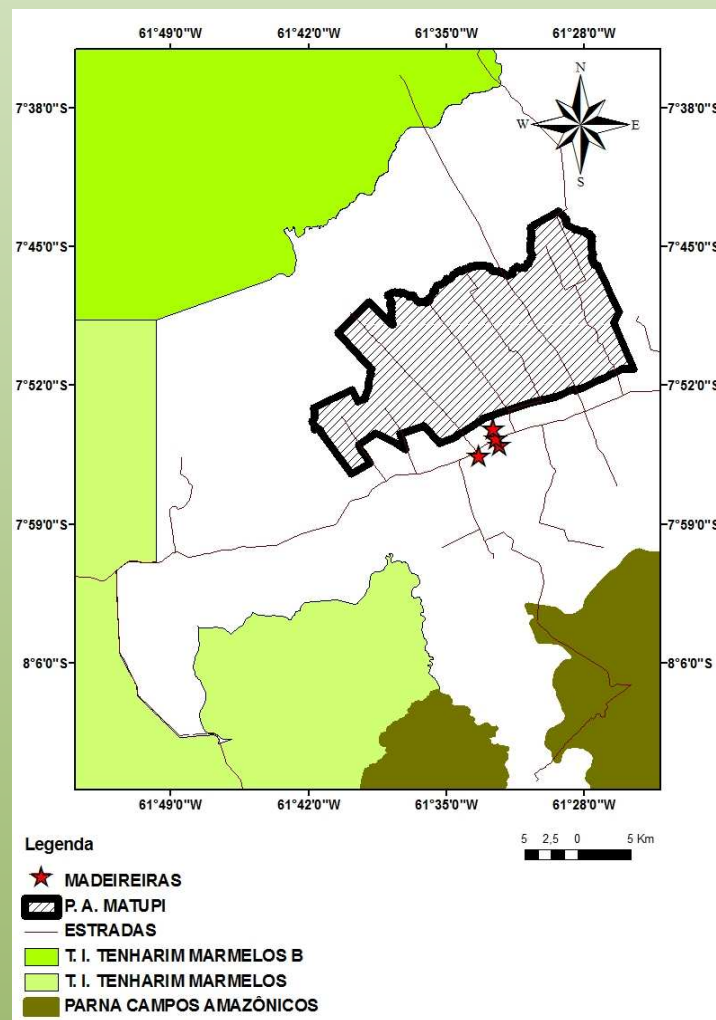 61°49'0"W 61°42'0"W 61°35'0"W 61°28'0"W
N
7°38'0"S 7°38'0"S
W E
S
7°45'0"S 7°45'0"S
7°52'0"S 7°52'0"S
7°59'0"S 7°59'0"S
8°6'0"S 8°6'0"S
61°49'0"W 61°42'0"W 61°35'0"W 61°28'0"W
Legenda
5 2,5 0 5 Km
MADEIREIRAS
P. A. MATUPI
ESTRADAS
T. I. TENHARIM MARMELOS B
T. I. TENHARIM MARMELOS
PARNA CAMPOS AMAZÔNICOS